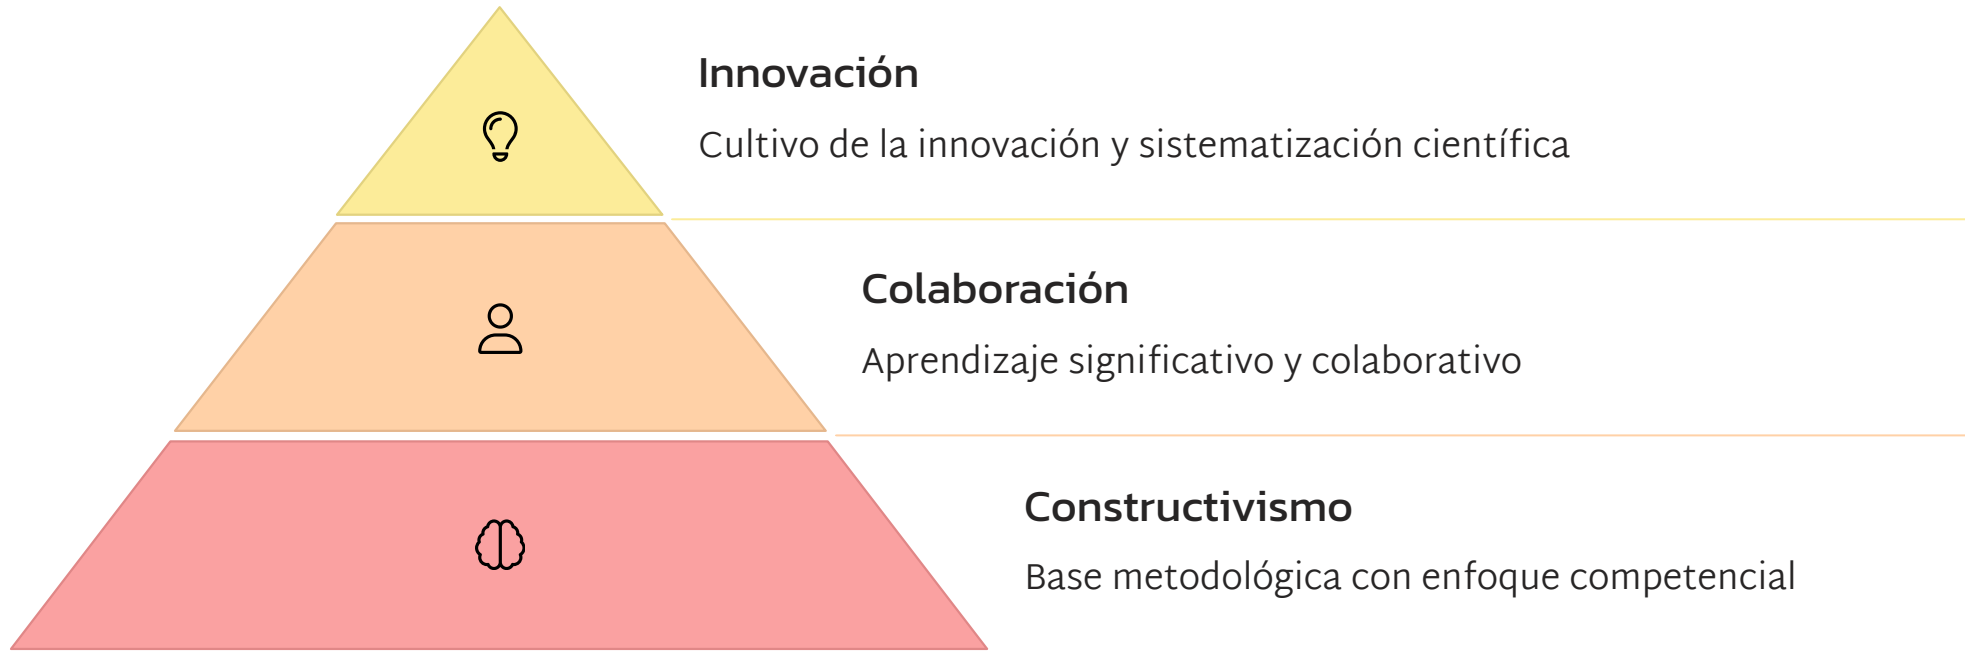 Innovación
Cultivo de la innovación y sistematización científica
Colaboración
Aprendizaje significativo y colaborativo
Constructivismo
Base metodológica con enfoque competencial